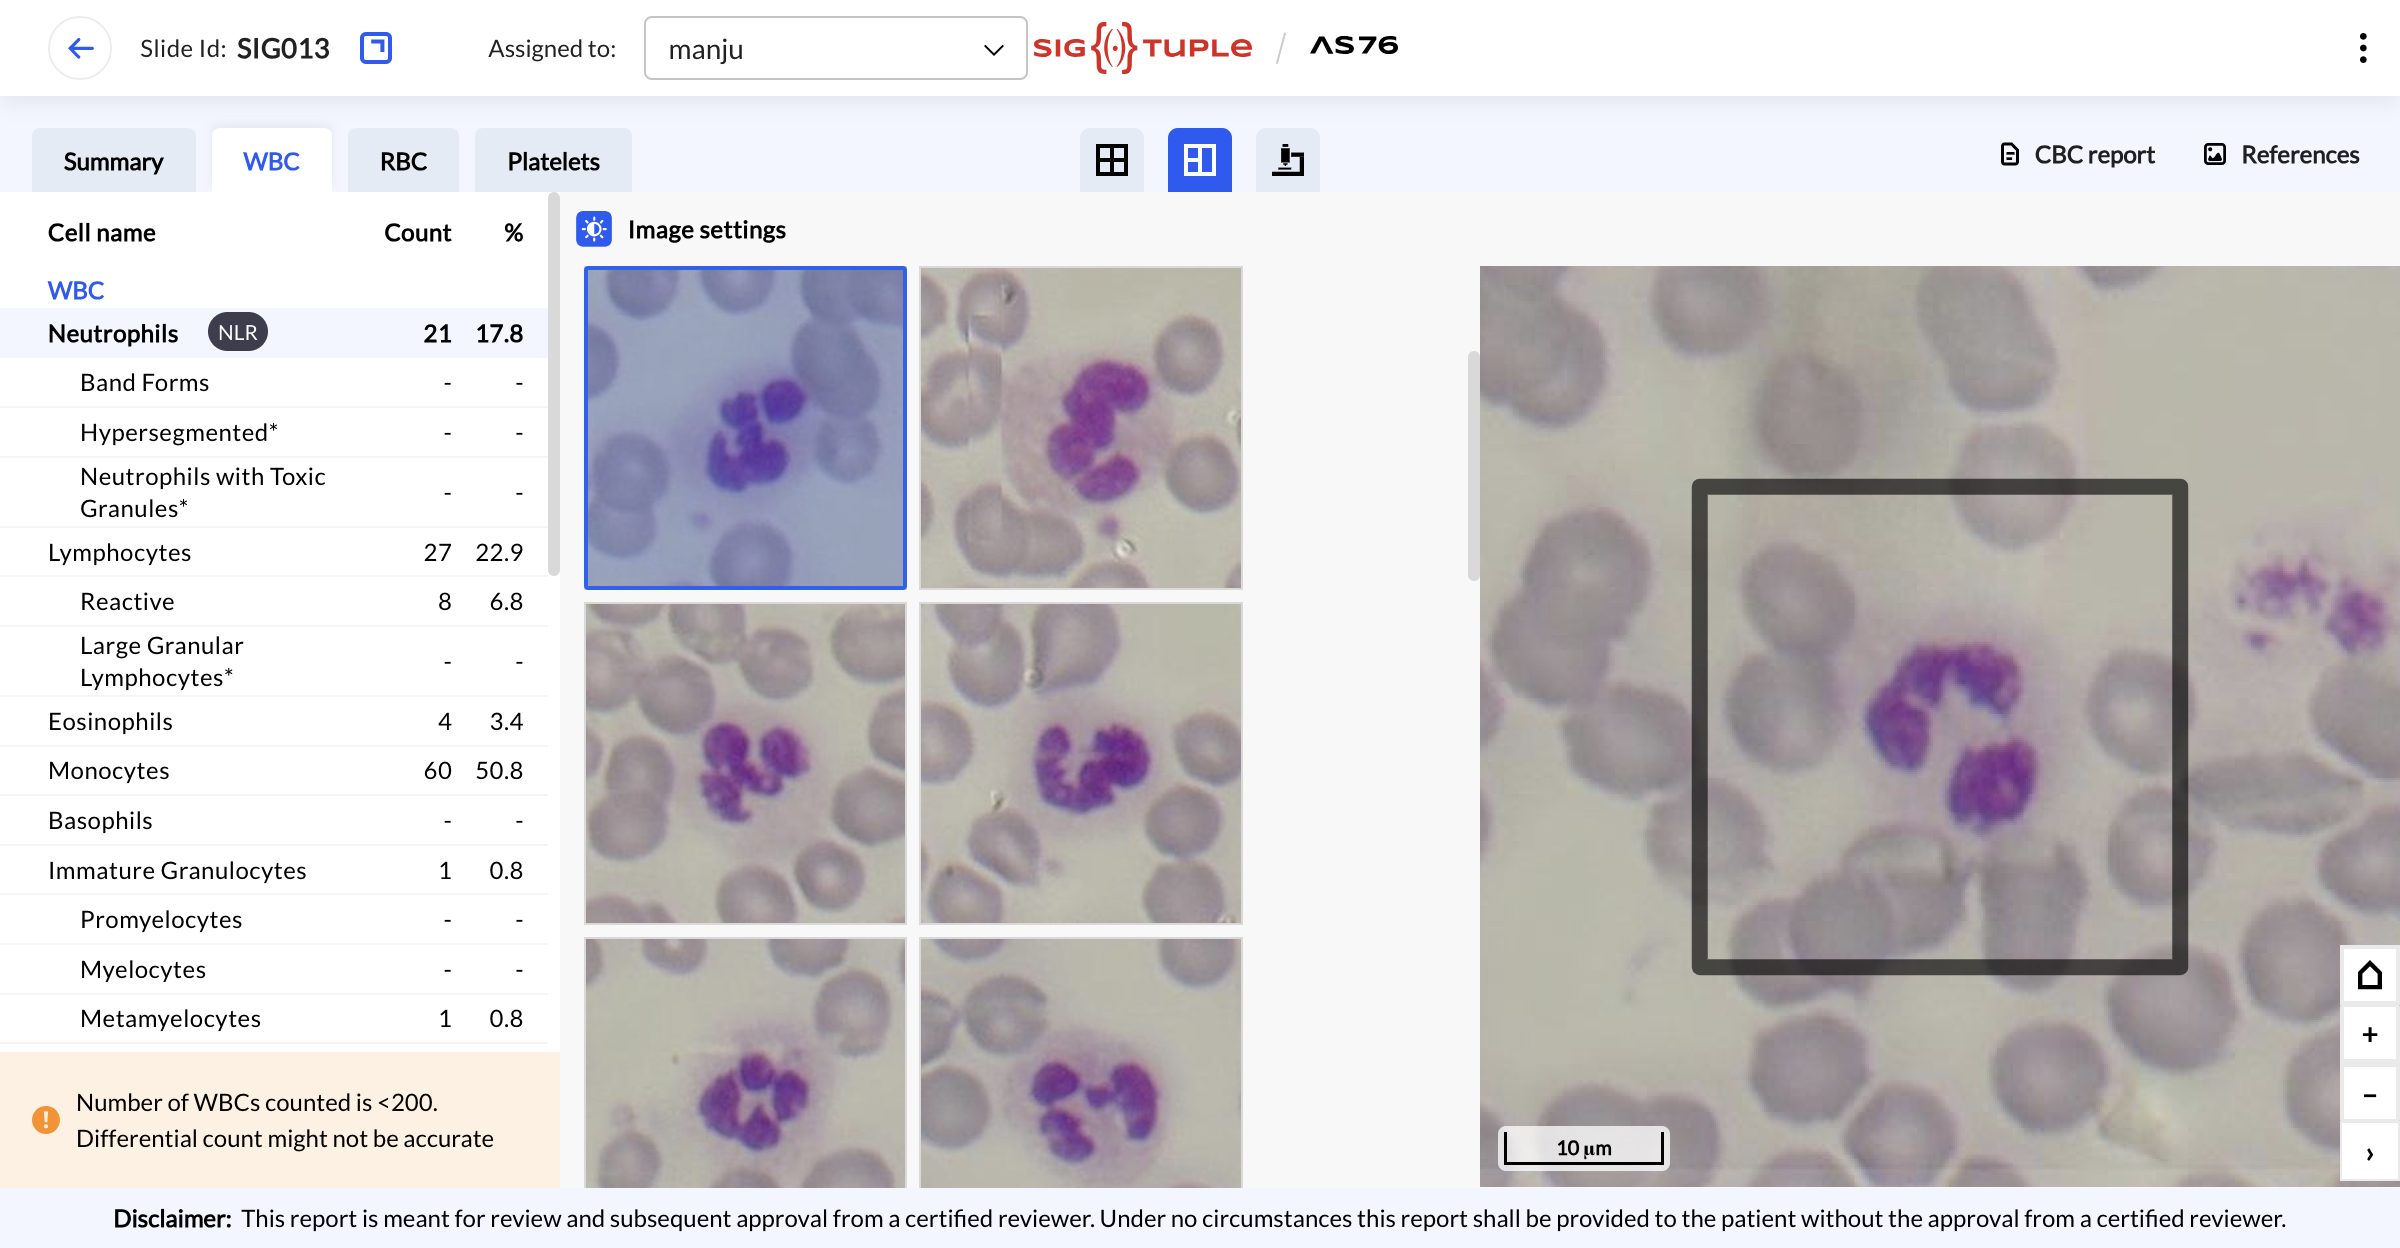 Slide Id: SIG013
Assigned to: manju
SIG{(·)}TUPLE / AS76
Summary WBC RBC Platelets
CBC report References
Cell name Count %
WBC
Neutrophils NLR 21 17.8
Band Forms - -
Hypersegmented* - -
Neutrophils with Toxic
Granules* - -
Lymphocytes 27 22.9
Reactive 8 6.8
Large Granular
Lymphocytes* - -
Eosinophils 4 3.4
Monocytes 60 50.8
Basophils - -
Immature Granulocytes 1 0.8
Promyelocytes - -
Myelocytes - -
Metamyelocytes 1 0.8
Number of WBCs counted is <200.
Differential count might not be accurate
Image settings
10 μm
Disclaimer: This report is meant for review and subsequent approval from a certified reviewer. Under no circumstances this report shall be provided to the patient without the approval from a certified reviewer.